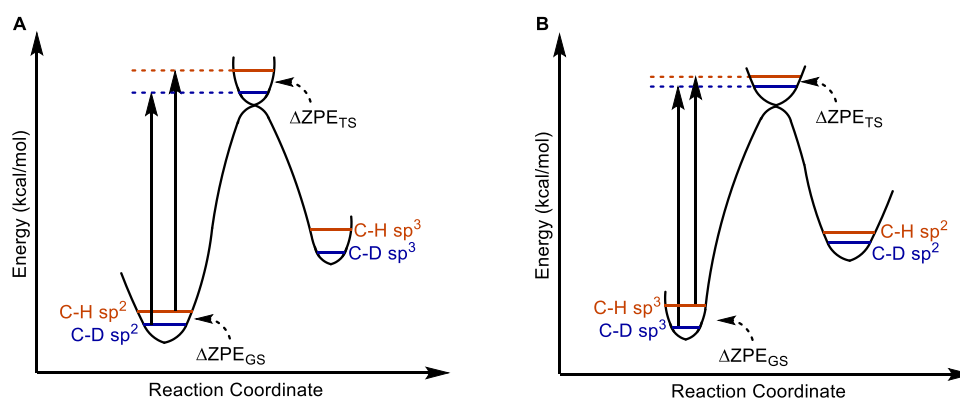 A
Energy (kcal/mol)
ΔZPE_TS
C-H sp³
C-D sp³
C-H sp²
C-D sp²
ΔZPE_GS
Reaction Coordinate
B
Energy (kcal/mol)
ΔZPE_TS
C-H sp²
C-D sp²
C-H sp³
C-D sp³
ΔZPE_GS
Reaction Coordinate